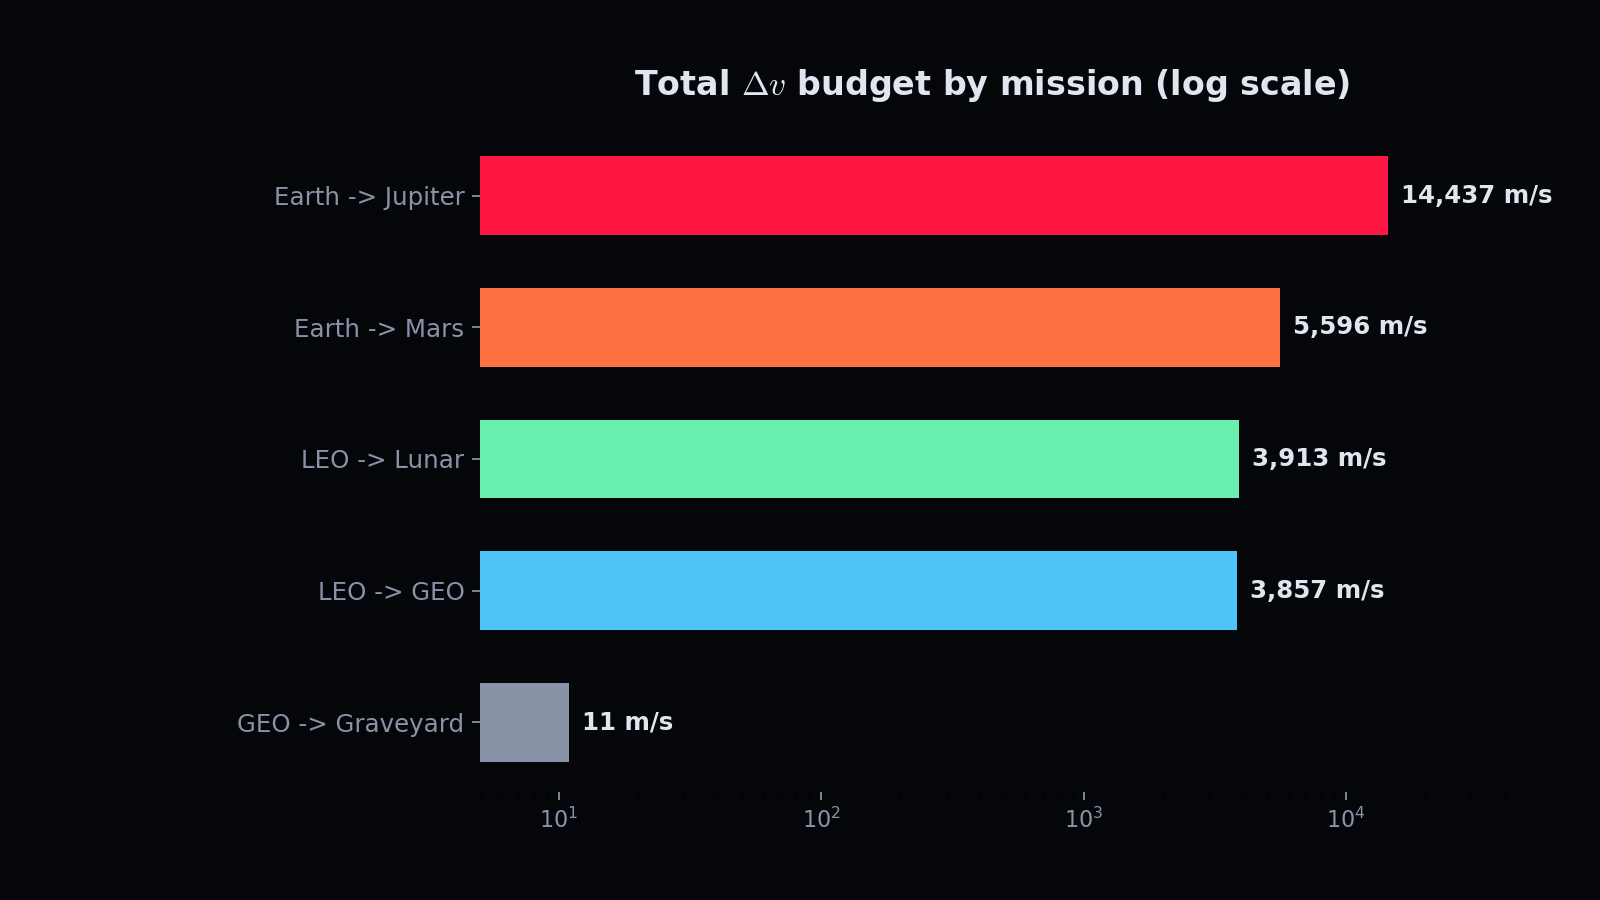 Total Δv budget by mission (log scale)
Earth -> Jupiter
14,437 m/s
Earth -> Mars
5,596 m/s
LEO -> Lunar
3,913 m/s
LEO -> GEO
3,857 m/s
GEO -> Graveyard
11 m/s
10¹ 10² 10³ 10⁴